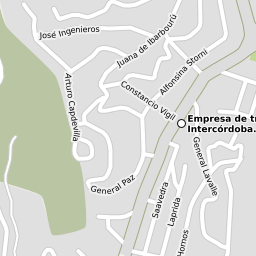 José Ingenieros
Juana de Ibarbourú
Alfonsina Storni
Arturo Capdevilla
Constancio Vigil
Empresa de
Intercórdoba.
General Lavalle
General Paz
Saavedra
Laprida
Hornos